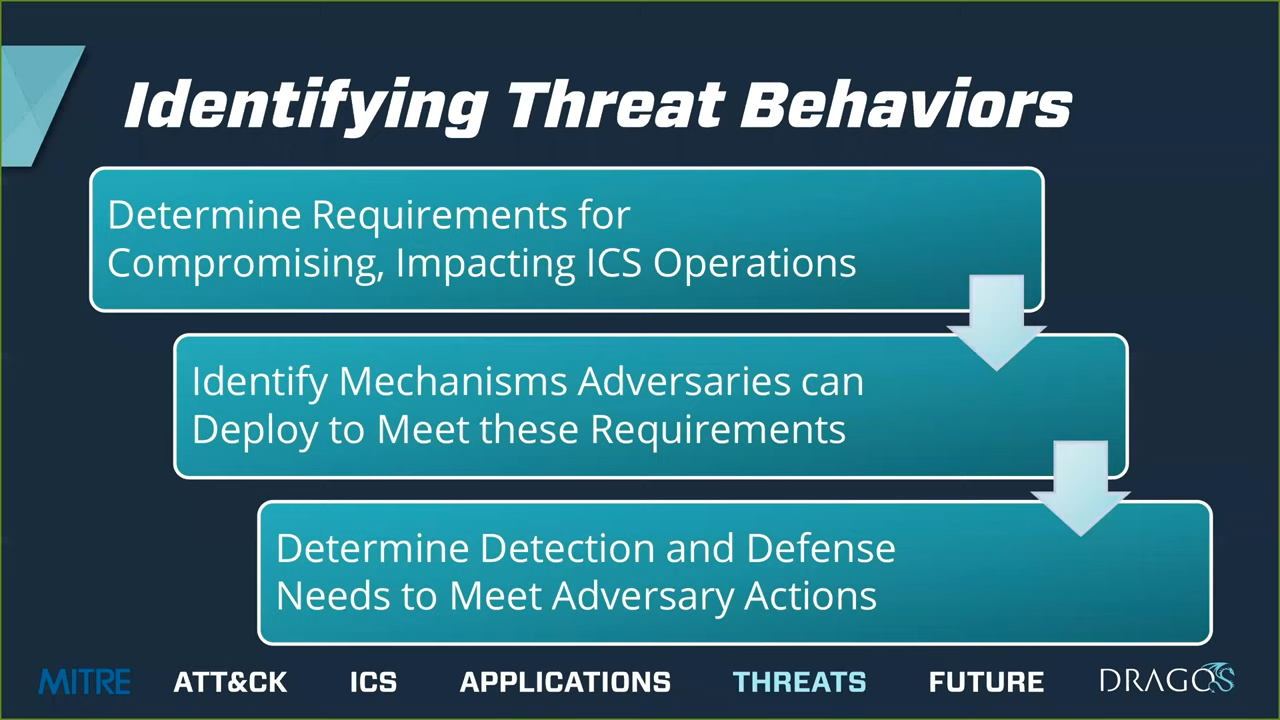 Identifying Threat Behaviors
Determine Requirements for
Compromising, Impacting ICS Operations
Identify Mechanisms Adversaries can
Deploy to Meet these Requirements
Determine Detection and Defense
Needs to Meet Adversary Actions
MITRE ATT&CK ICS APPLICATIONS THREATS FUTURE DRAGOS